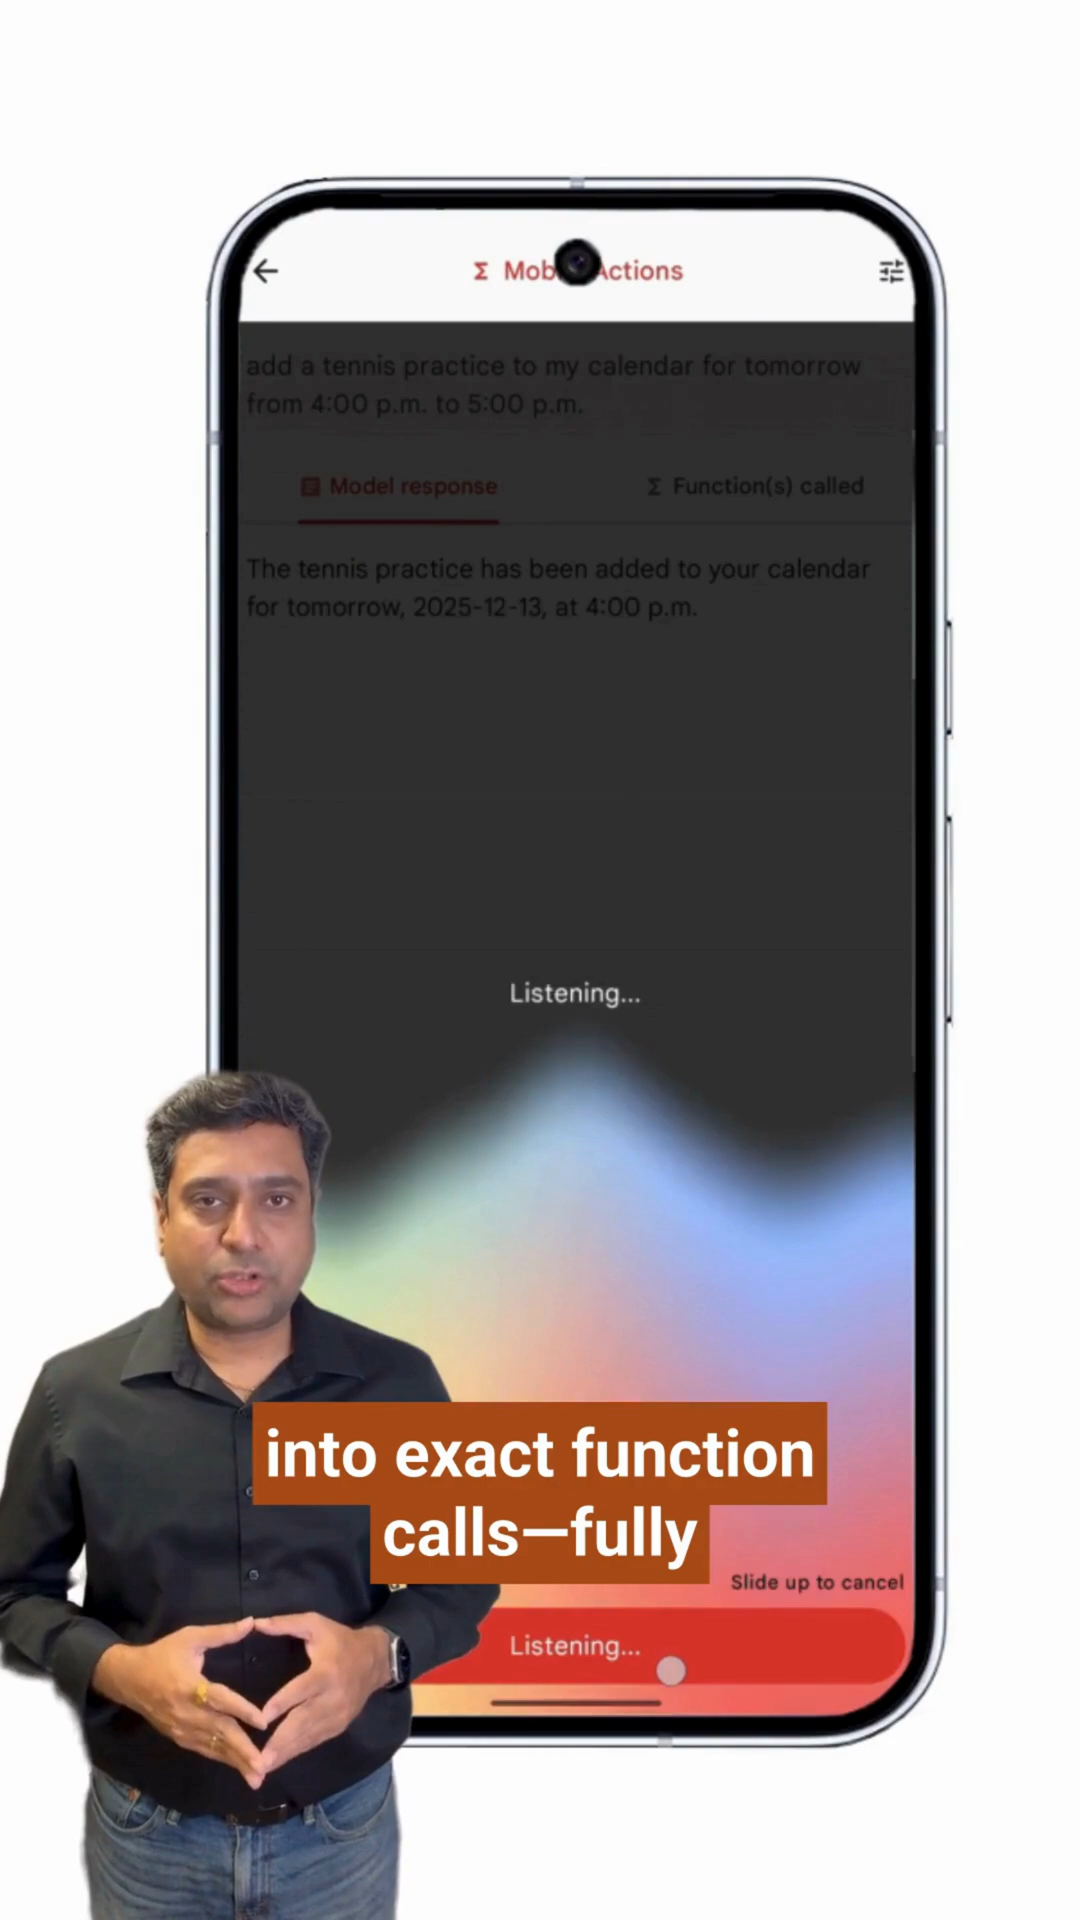 Σ Mob Actions
add a tennis practice to my calendar for tomorrow
from 4:00 p.m. to 5:00 p.m.
Model response
Σ Function(s) called
The tennis practice has been added to your calendar
for tomorrow, 2025-12-13, at 4:00 p.m.
Listening...
into exact function
calls—fully
Slide up to cancel
Listening...